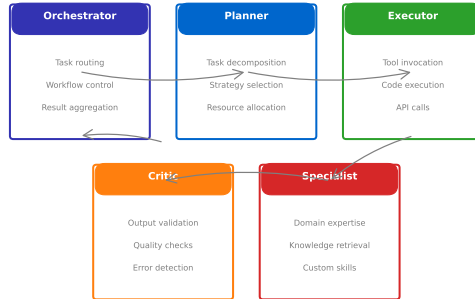 Orchestrator
Task routing
Workflow control
Result aggregation
Planner
Task decomposition
Strategy selection
Resource allocation
Executor
Tool invocation
Code execution
API calls
Critic
Output validation
Quality checks
Error detection
Specialist
Domain expertise
Knowledge retrieval
Custom skills